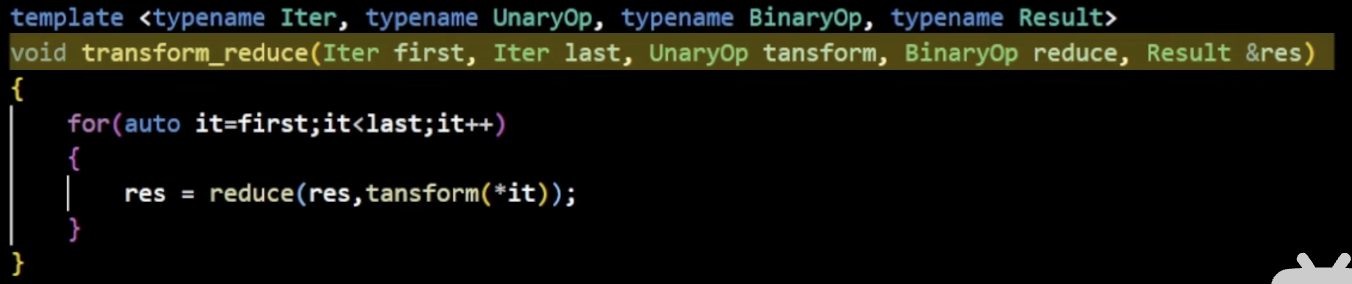 template <typename Iter, typename UnaryOp, typename BinaryOp, typename Result>
void transform_reduce(Iter first, Iter last, UnaryOp tansform, BinaryOp reduce, Result &res)
{
    for(auto it=first;it<last;it++)
    {
        res = reduce(res,tansform(*it));
    }
}